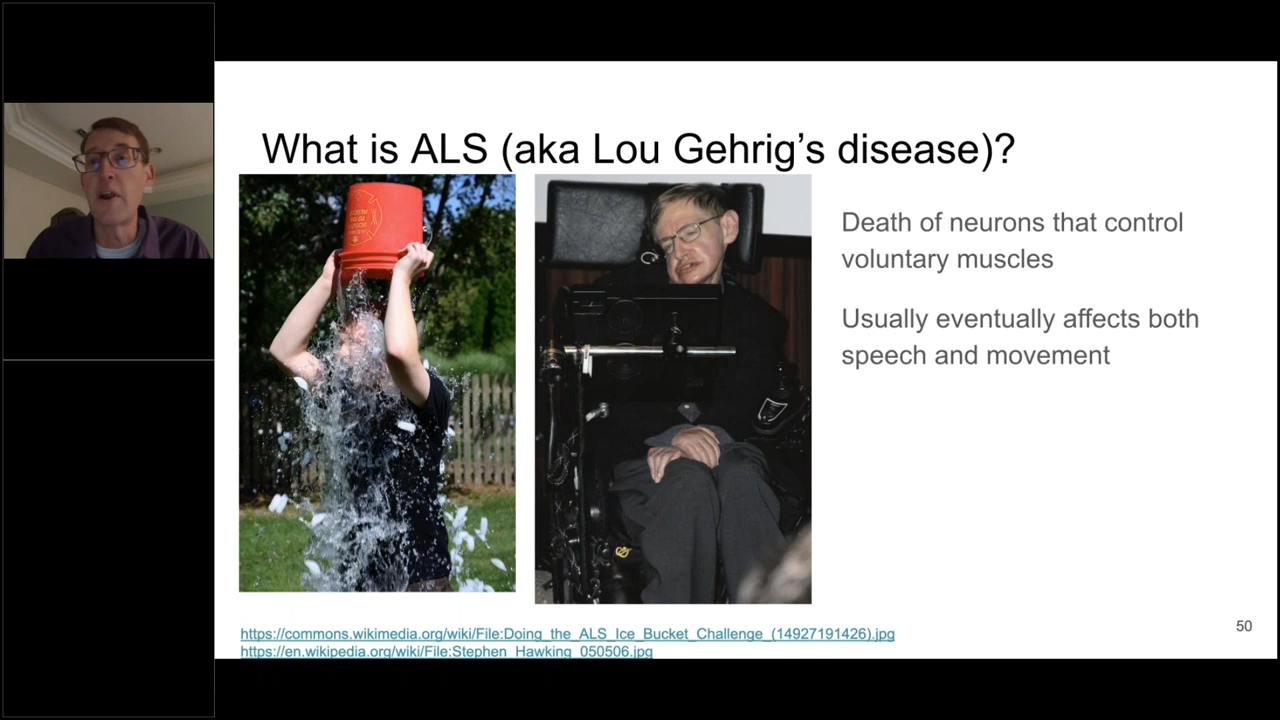 What is ALS (aka Lou Gehrig’s disease)?
Death of neurons that control
voluntary muscles
Usually eventually affects both
speech and movement
https://commons.wikimedia.org/wiki/File:Doing_the_ALS_Ice_Bucket_Challenge_(14927191426).jpg
https://en.wikipedia.org/wiki/File:Stephen_Hawking_050506.jpg
50